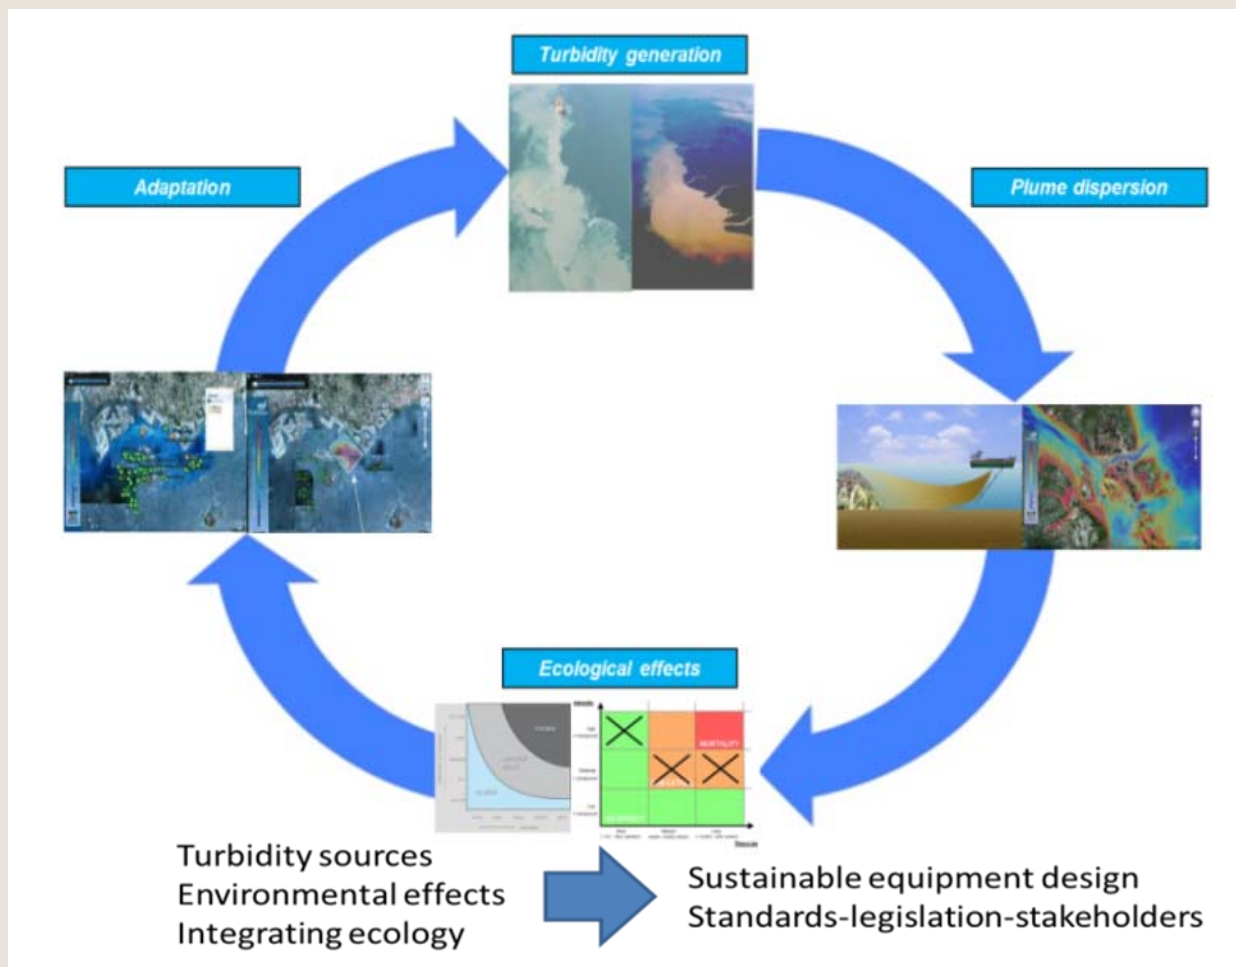 Turbidity generation
Adaptation
Plume dispersion
Ecological effects
MORTALITY
Turbidity sources
Environmental effects
Integrating ecology
Sustainable equipment design
Standards-legislation-stakeholders